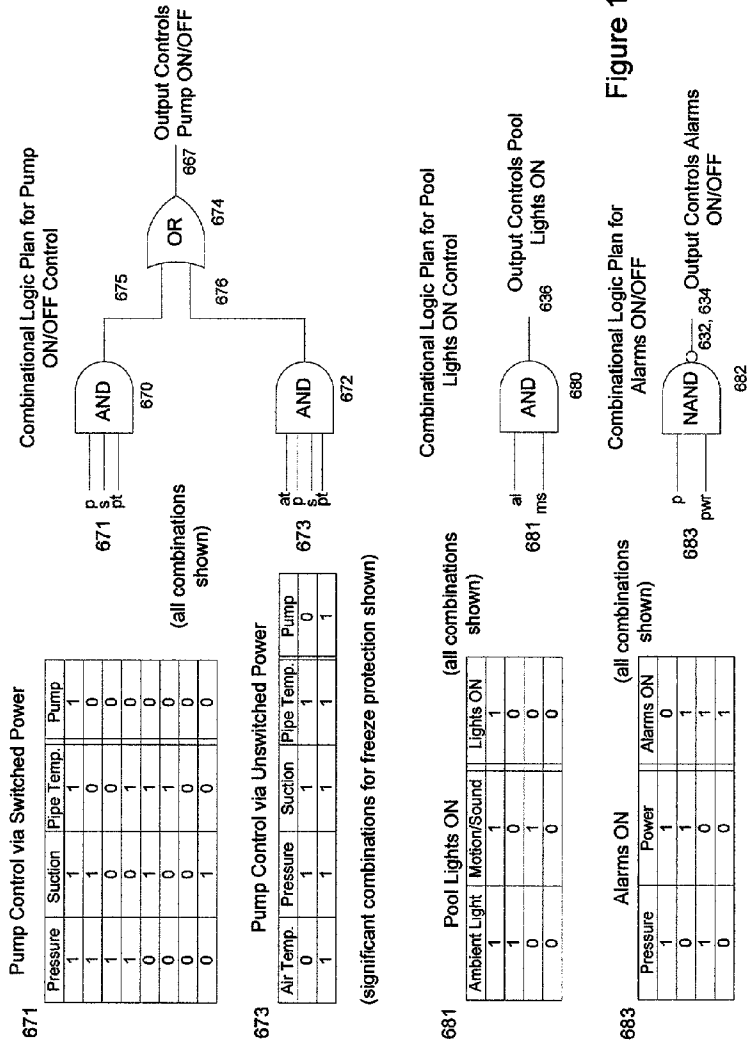 671
Pump Control via Switched Power
Pressure Suction Pipe Temp. Pump
1 1 1 1
1 1 0 0
1 0 0 0
1 0 1 0
0 1 1 0
0 0 1 0
0 0 0 0
0 1 0 0
(all combinations
shown)
Combinational Logic Plan for Pump
ON/OFF Control
671
p
s
pt
AND
670
675
OR
674
667
Output Controls
Pump ON/OFF
676
673
Pump Control via Unswitched Power
Air Temp. Pressure Suction Pipe Temp. Pump
0 1 1 1 0
1 1 1 1 1
(significant combinations for freeze protection shown)
673
at
p
s
pt
AND
672
681
Pool Lights ON
(all combinations
shown)
Ambient Light Motion/Sound Lights ON
1 1 1
1 0 0
0 1 0
0 0 0
Combinational Logic Plan for Pool
Lights ON Control
681
al
ms
AND
680
636
Output Controls Pool
Lights ON
683
Alarms ON
(all combinations
shown)
Pressure Power Alarms ON
1 1 0
0 1 1
1 0 1
0 0 1
Combinational Logic Plan for
Alarms ON/OFF
683
p
pwr
NAND
682
632, 634
Output Controls Alarms
ON/OFF
Figure 1